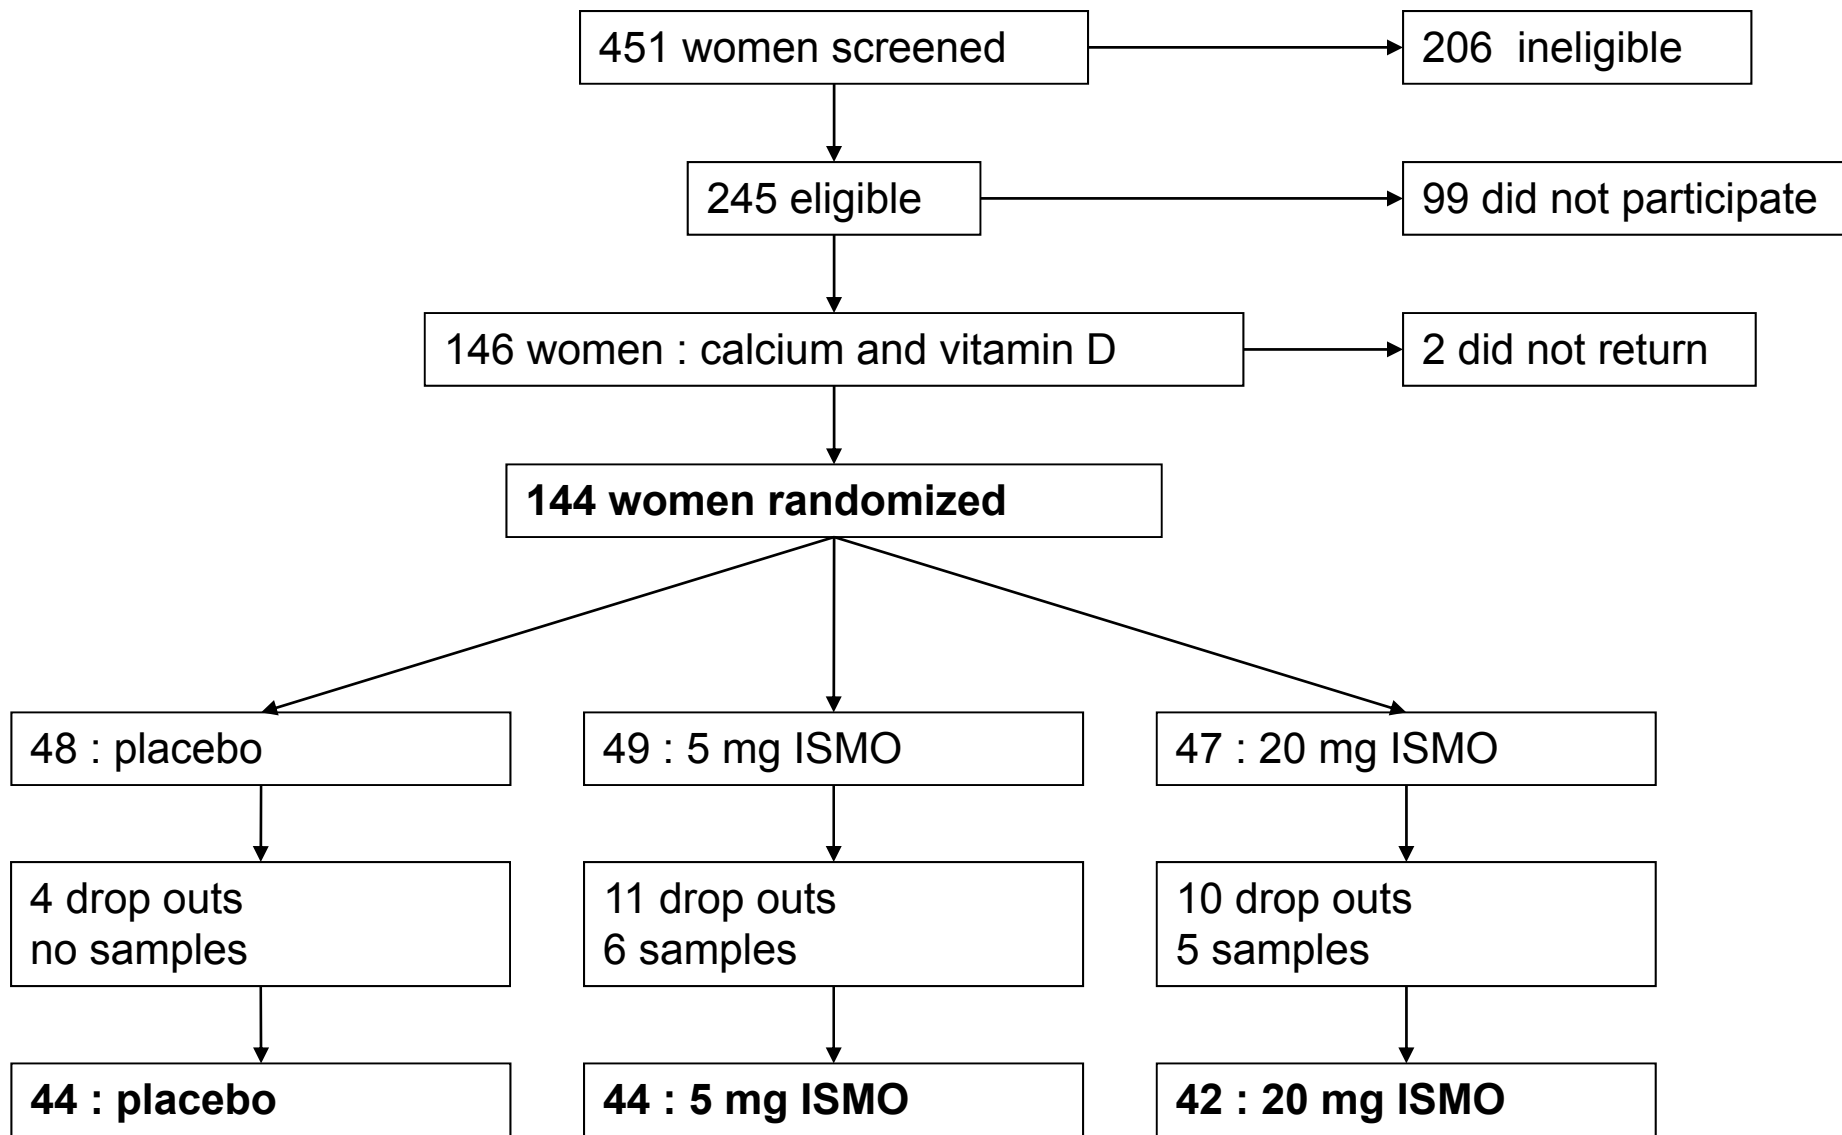 451 women screened
206  ineligible
245 eligible
99 did not participate
146 women : calcium and vitamin D
2 did not return
144 women randomized
48 : placebo
49 : 5 mg ISMO
47 : 20 mg ISMO
4 drop outs
no samples
11 drop outs
6 samples
10 drop outs
5 samples
44 : placebo
44 : 5 mg ISMO
42 : 20 mg ISMO